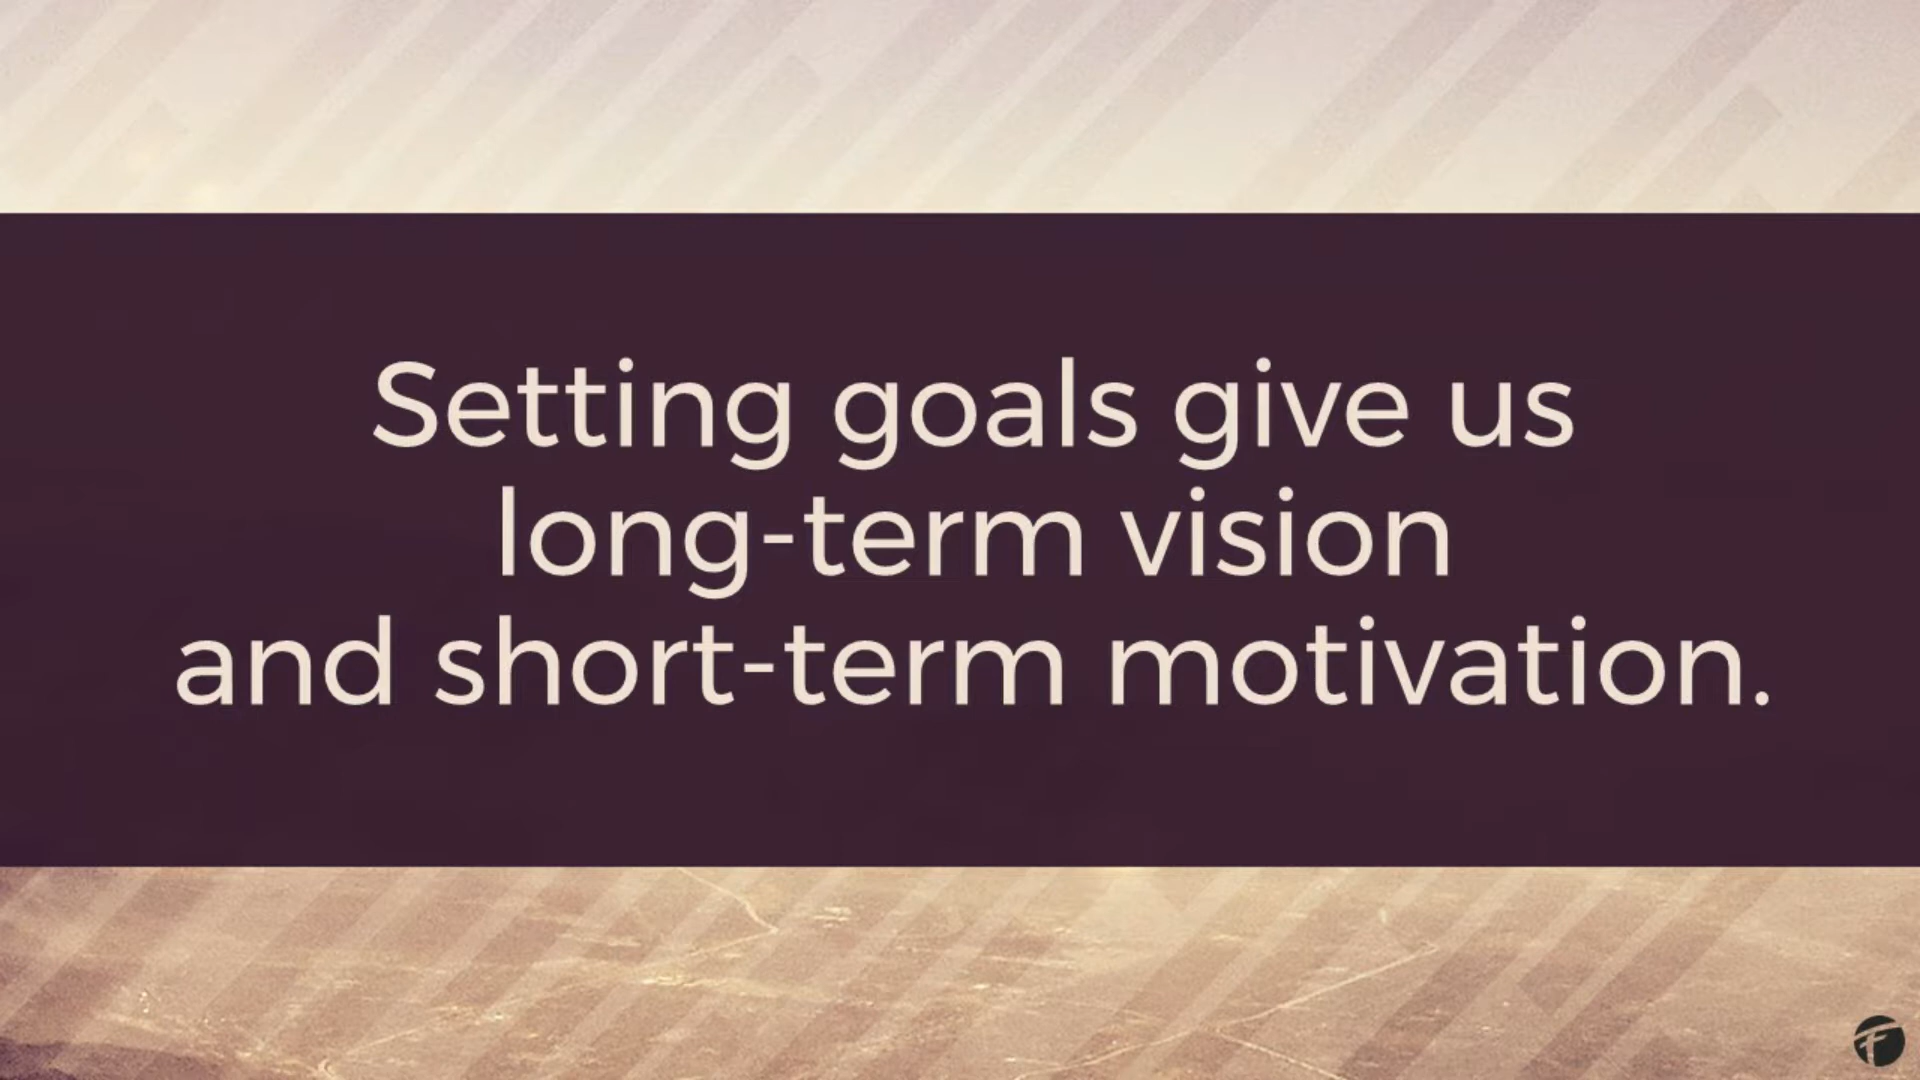 Setting goals give us
long-term vision
and short-term motivation.